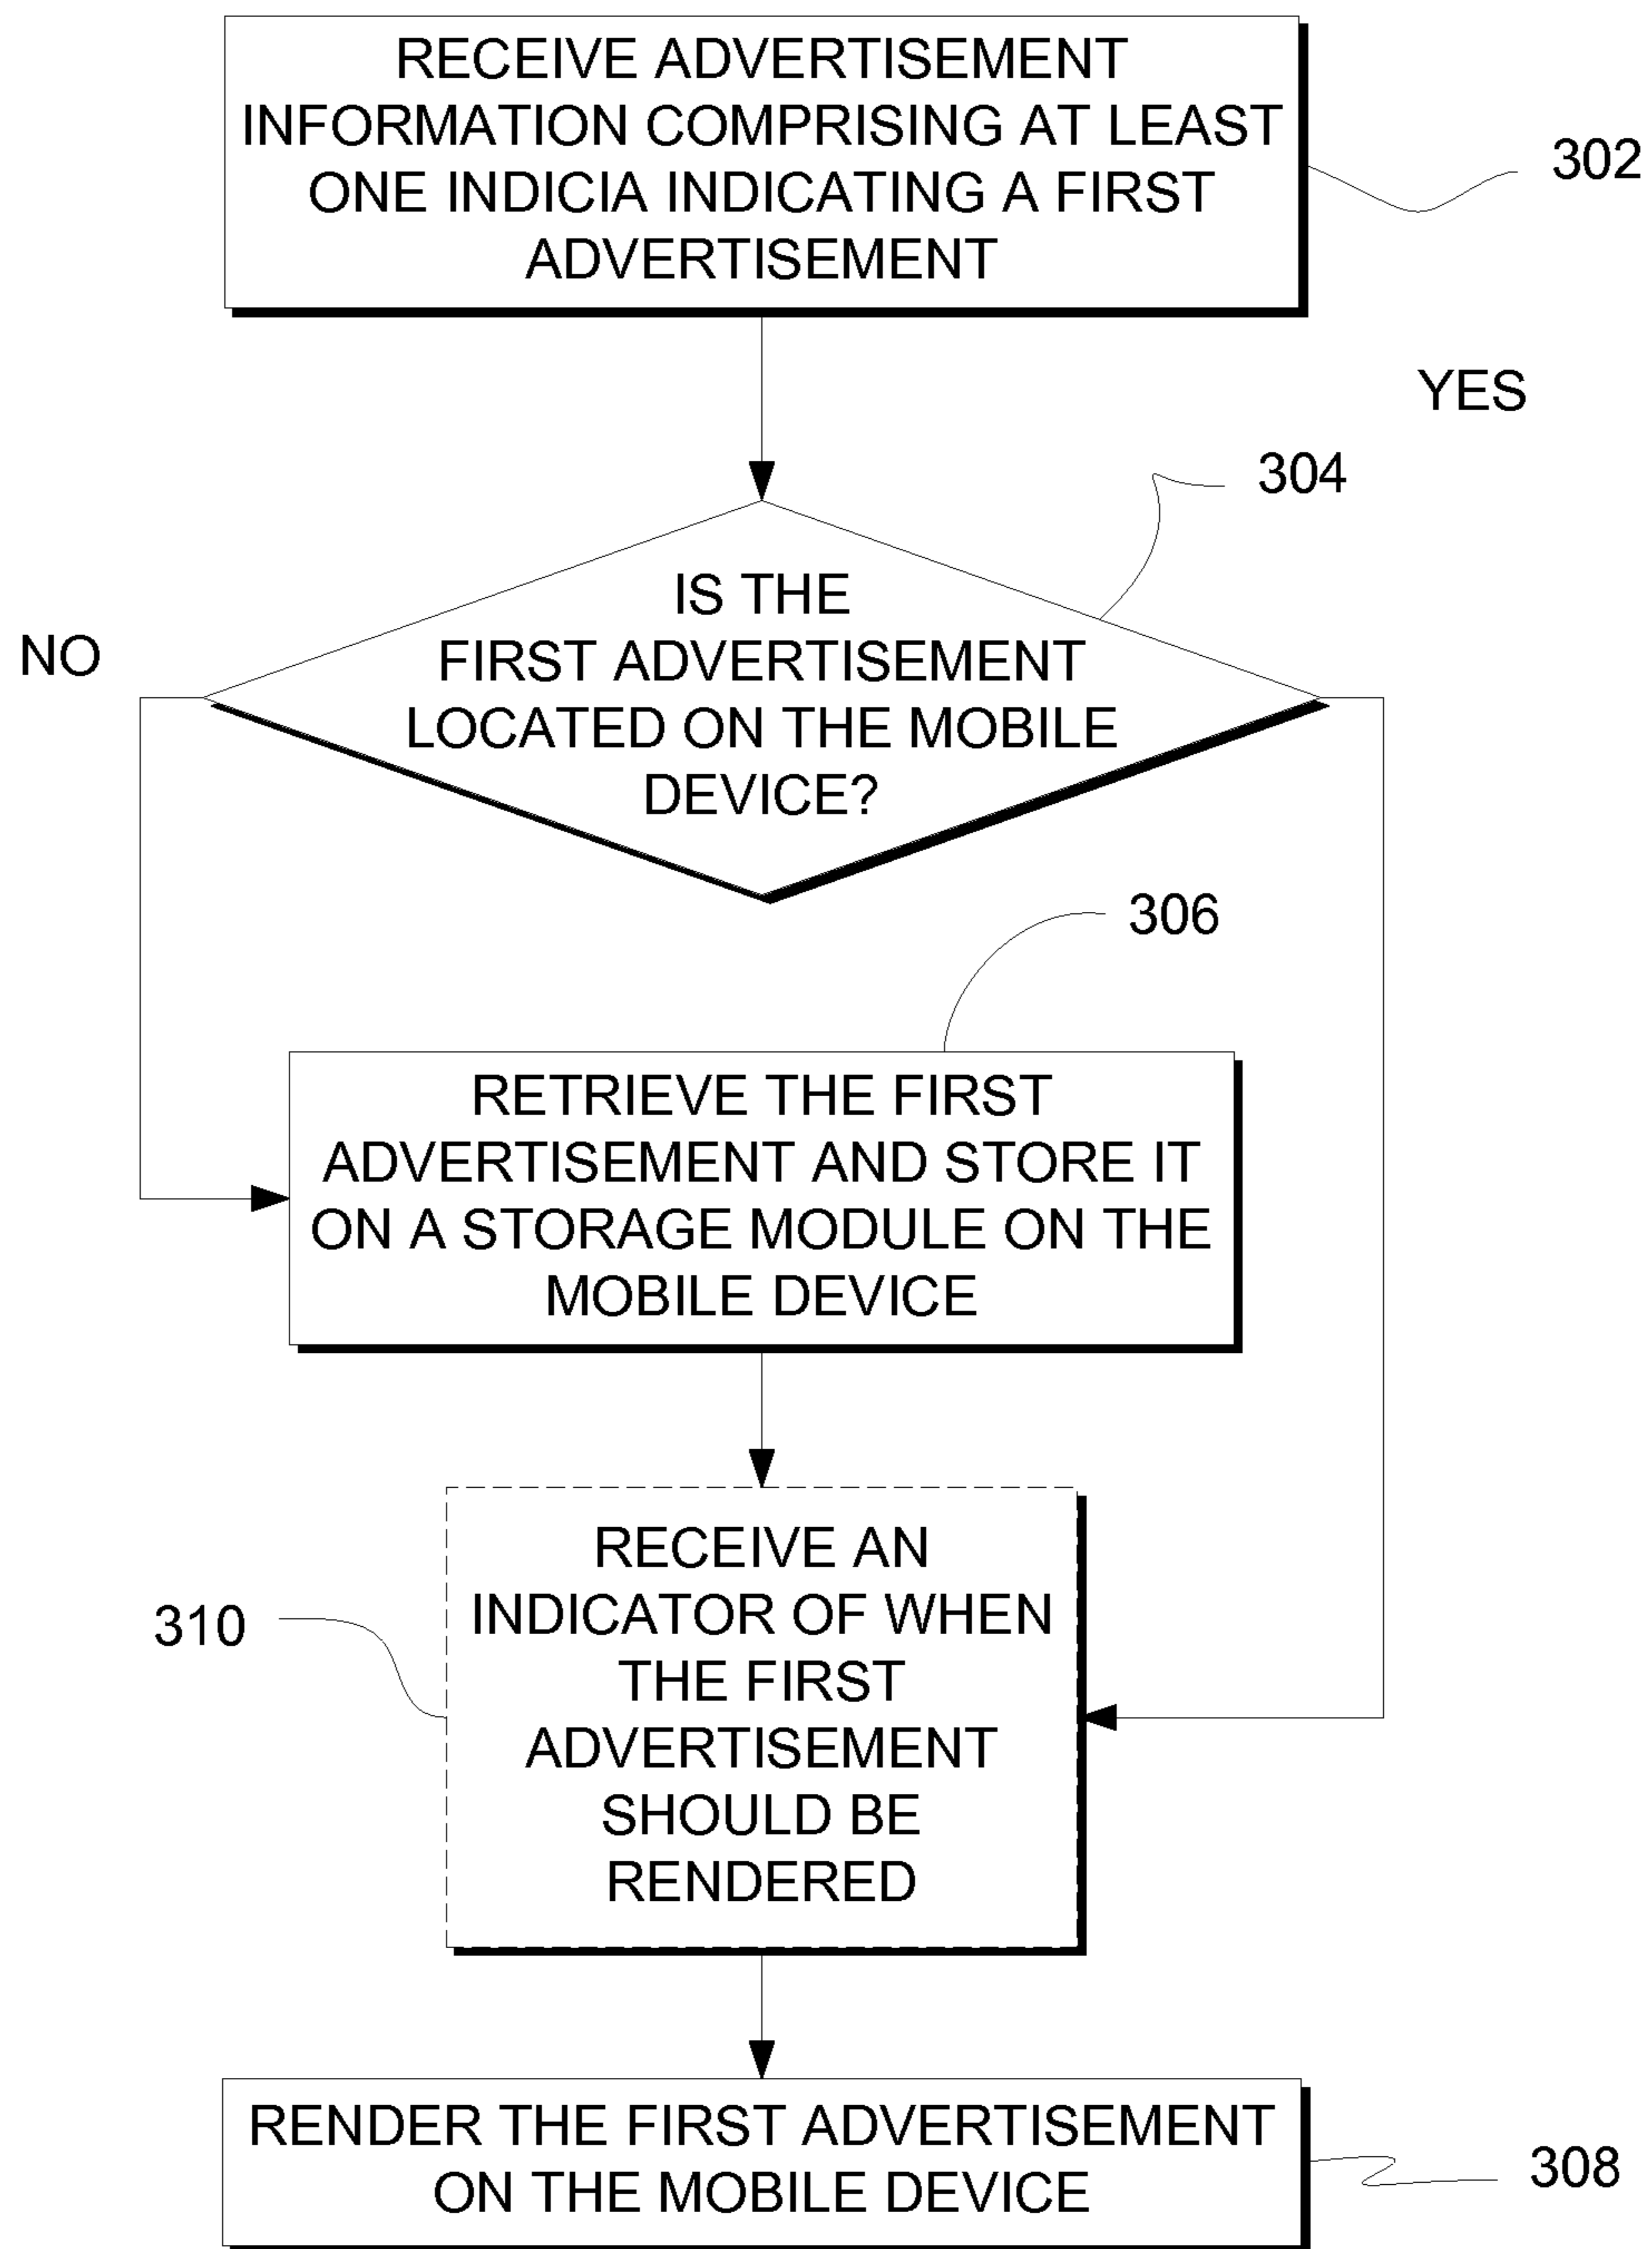 RECEIVE ADVERTISEMENT
INFORMATION COMPRISING AT LEAST
ONE INDICIA INDICATING A FIRST
ADVERTISEMENT
302
YES
304
IS THE
FIRST ADVERTISEMENT
LOCATED ON THE MOBILE
DEVICE?
NO
306
RETRIEVE THE FIRST
ADVERTISEMENT AND STORE IT
ON A STORAGE MODULE ON THE
MOBILE DEVICE
RECEIVE AN
INDICATOR OF WHEN
THE FIRST
ADVERTISEMENT
SHOULD BE
RENDERED
310
RENDER THE FIRST ADVERTISEMENT
ON THE MOBILE DEVICE
308